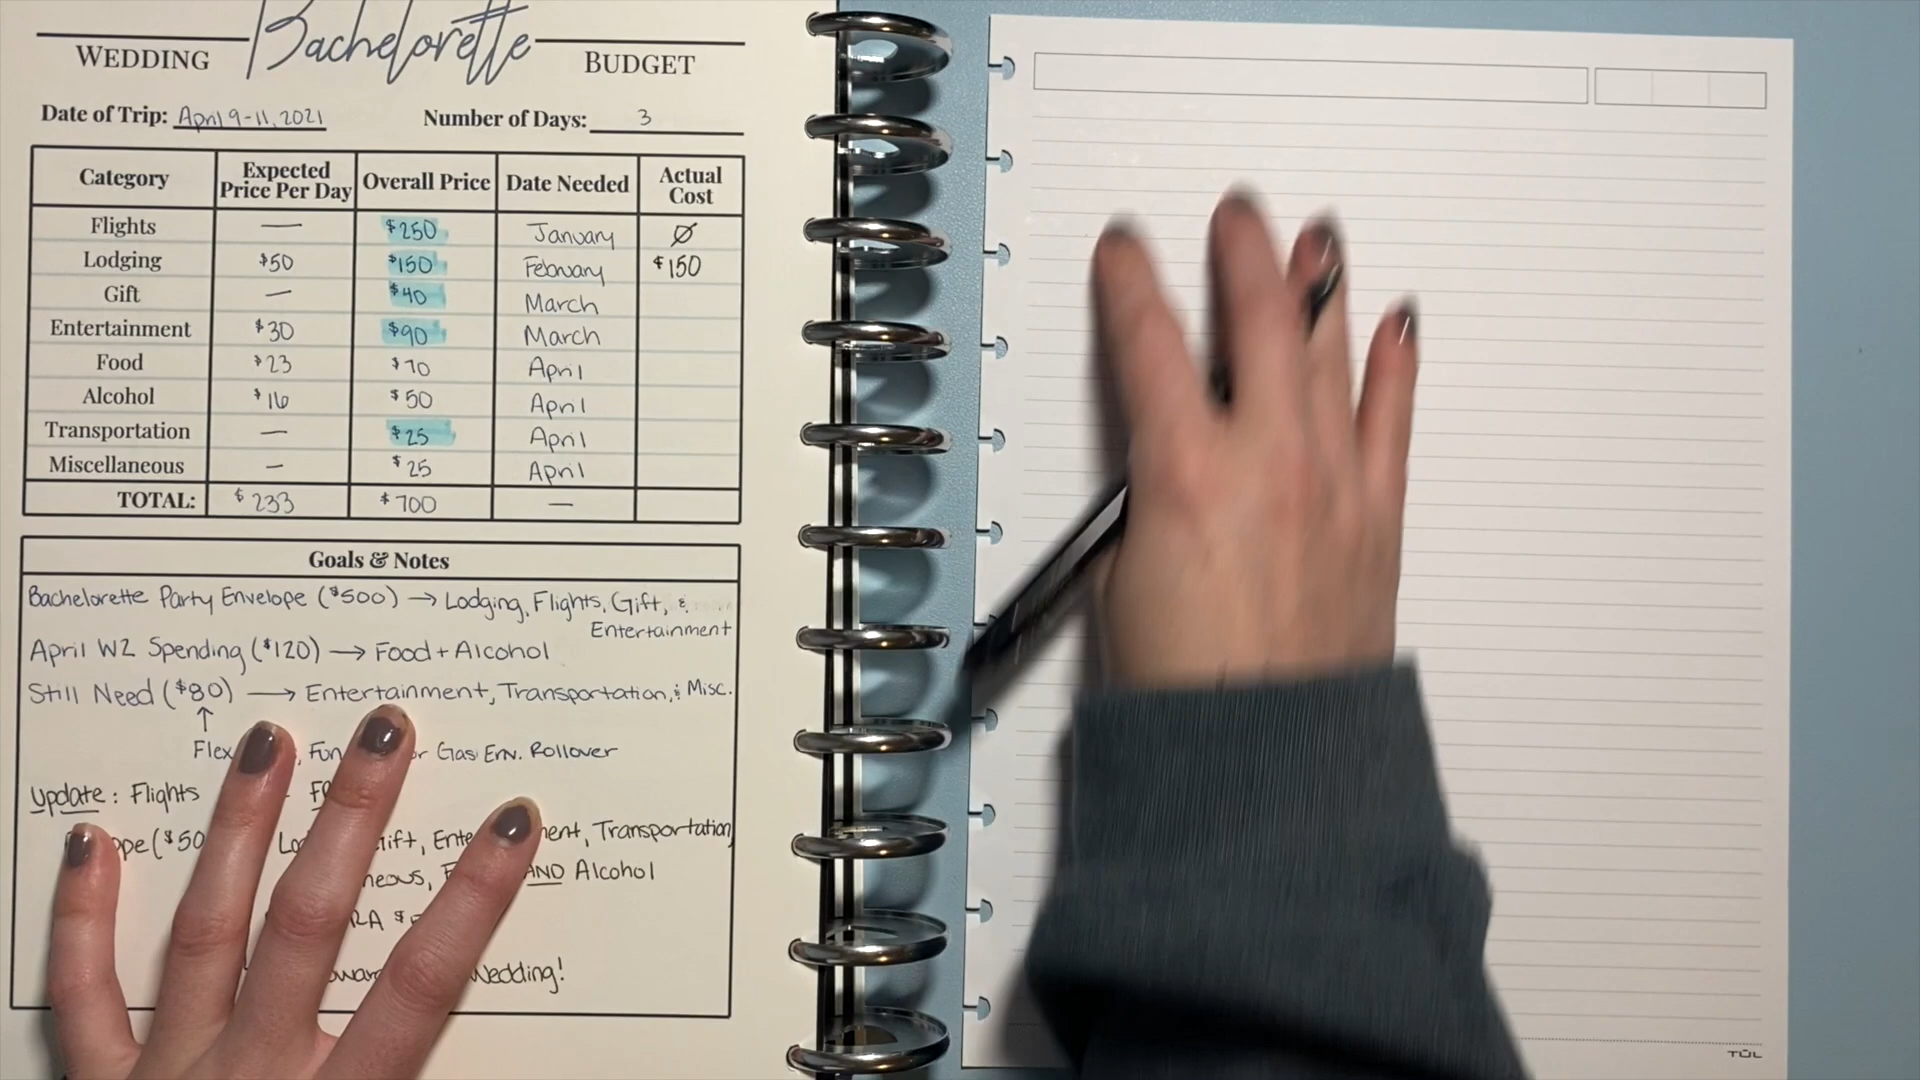 Bachelorette
WEDDING BUDGET
Date of Trip: April 9-11, 2021 Number of Days: 3
Category Expected Price Per Day Overall Price Date Needed Actual Cost
Flights — $250 January Ø
Lodging $50 $150 February $150
Gift — $40 March
Entertainment $30 $90 March
Food $23 $70 April
Alcohol $16 $50 April
Transportation — $25 April
Miscellaneous — $25 April
TOTAL: $233 $700 —
Goals & Notes
Bachelorette Party Envelope ($500) → Lodging, Flights, Gift, &
Entertainment
April W2 Spending ($120) → Food + Alcohol
Still Need ($80) → Entertainment, Transportation, & Misc.
↑
Flex Gas Env. Rollover
Update: Flights
($50 Transportation,
AND Alcohol
Wedding!
TUL